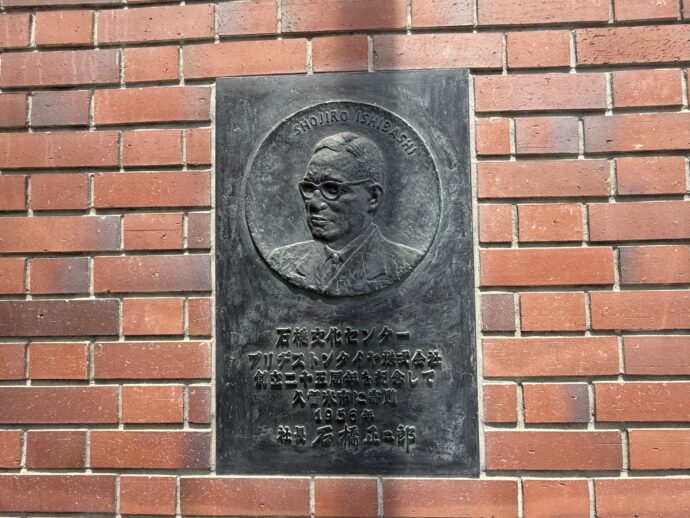 SHOJIRO ISHIBASHI
石橋文化センター
ブリヂストンタイヤ株式会社
創立二十五周年を記念して
久留米市に寄贈
1956年
社長 石橋正二郎